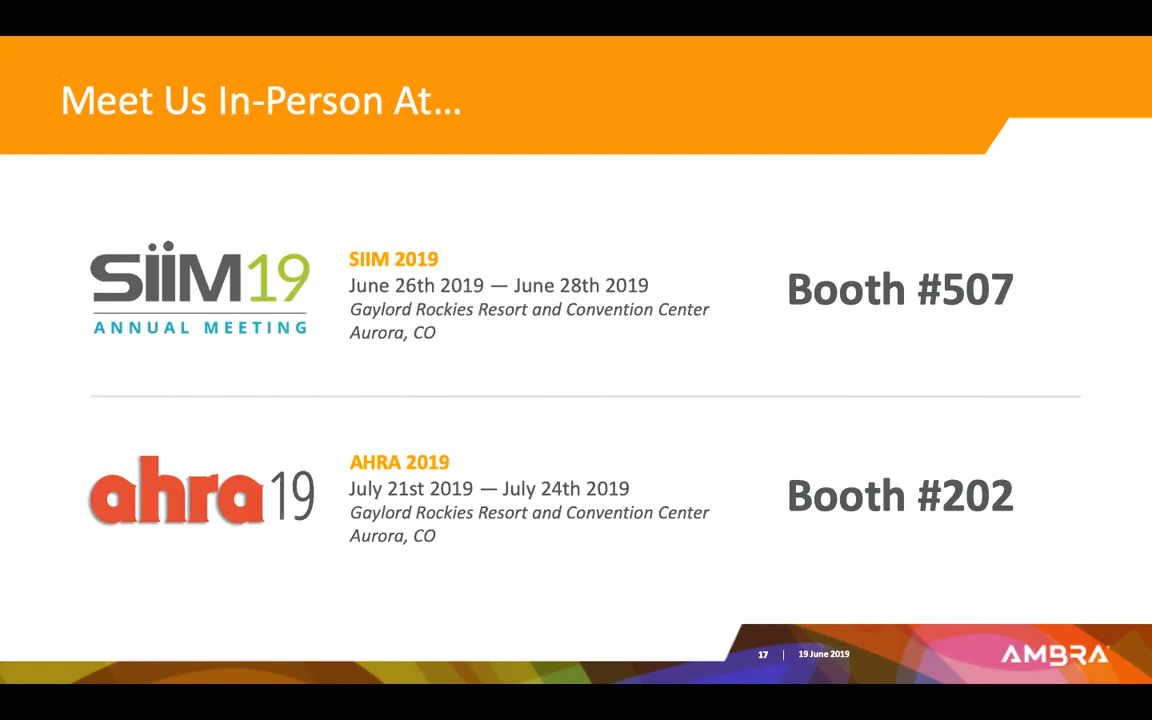 Meet Us In-Person At...
SiiM19
ANNUAL MEETING
SIIM 2019
June 26th 2019 — June 28th 2019
Gaylord Rockies Resort and Convention Center
Aurora, CO
Booth #507
ahra19
AHRA 2019
July 21st 2019 — July 24th 2019
Gaylord Rockies Resort and Convention Center
Aurora, CO
Booth #202
17 | 19 June 2019
AMBRA